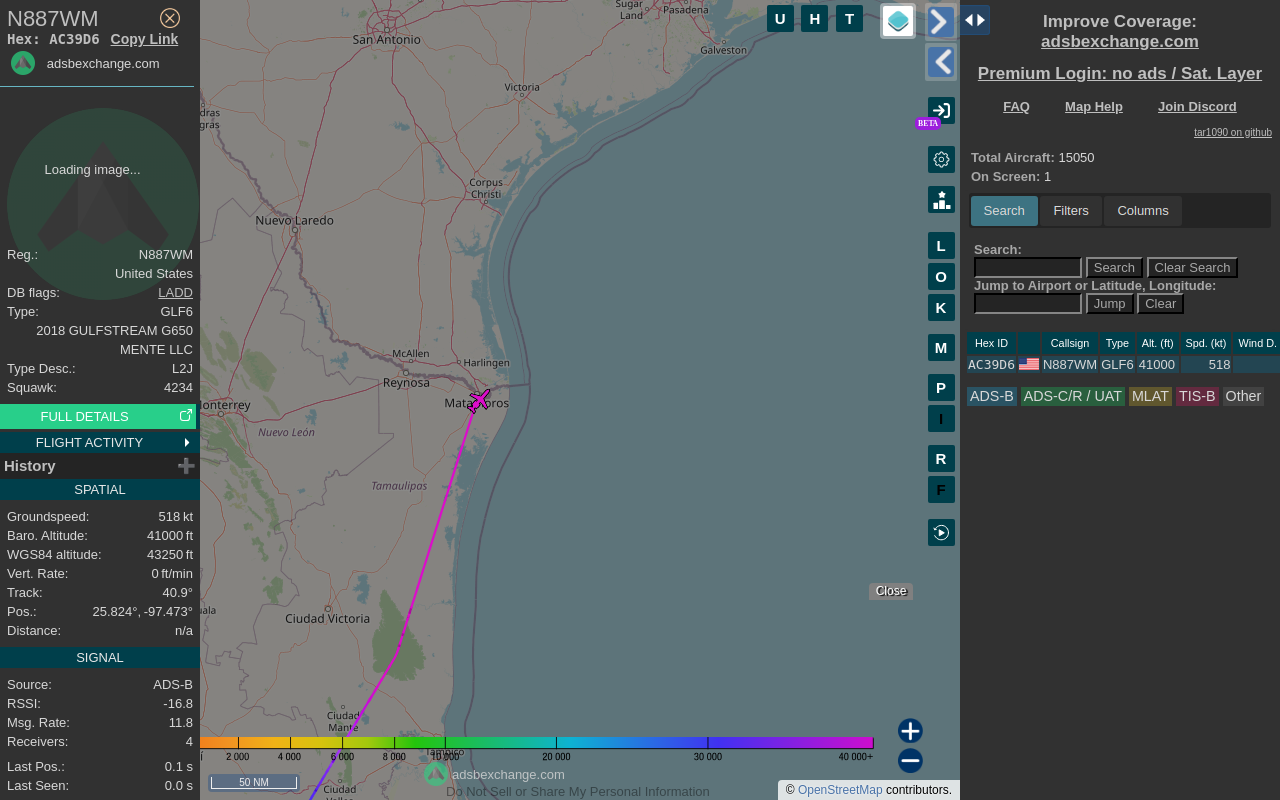 N887WM
Hex: AC39D6 Copy Link
adsbexchange.com
Loading image...
Reg.: N887WM
United States
DB flags: LADD
Type: GLF6
2018 GULFSTREAM G650
MENTE LLC
Type Desc.: L2J
Squawk: 4234
FULL DETAILS
FLIGHT ACTIVITY
History
SPATIAL
Groundspeed: 518 kt
Baro. Altitude: 41000 ft
WGS84 altitude: 43250 ft
Vert. Rate: 0 ft/min
Track: 40.9°
Pos.: 25.824°, -97.473°
Distance: n/a
SIGNAL
Source: ADS-B
RSSI: -16.8
Msg. Rate: 11.8
Receivers: 4
Last Pos.: 0.1 s
Last Seen: 0.0 s
Sugar
Land
Pasadena
San Antonio
Galveston
Victoria
dras
gras
Corpus
Christi
Nuevo Laredo
McAllen
Harlingen
Reynosa
Matamoros
Monterrey
Nuevo León
Tamaulipas
Ciudad Victoria
Ciudad
Mante
Tampico
Ciudad
U H T
BETA
L
O
K
M
P
I
R
F
Close
2 000 4 000 6 000 8 000 10 000 20 000 30 000 40 000+
50 NM
adsbexchange.com
Do Not Sell or Share My Personal Information
© OpenStreetMap contributors.
Improve Coverage:
adsbexchange.com
Premium Login: no ads / Sat. Layer
FAQ Map Help Join Discord
tar1090 on github
Total Aircraft: 15050
On Screen: 1
Search Filters Columns
Search:
Search Clear Search
Jump to Airport or Latitude, Longitude:
Jump Clear
Hex ID Callsign Type Alt. (ft) Spd. (kt) Wind D.
AC39D6 N887WM GLF6 41000 518
ADS-B ADS-C/R / UAT MLAT TIS-B Other